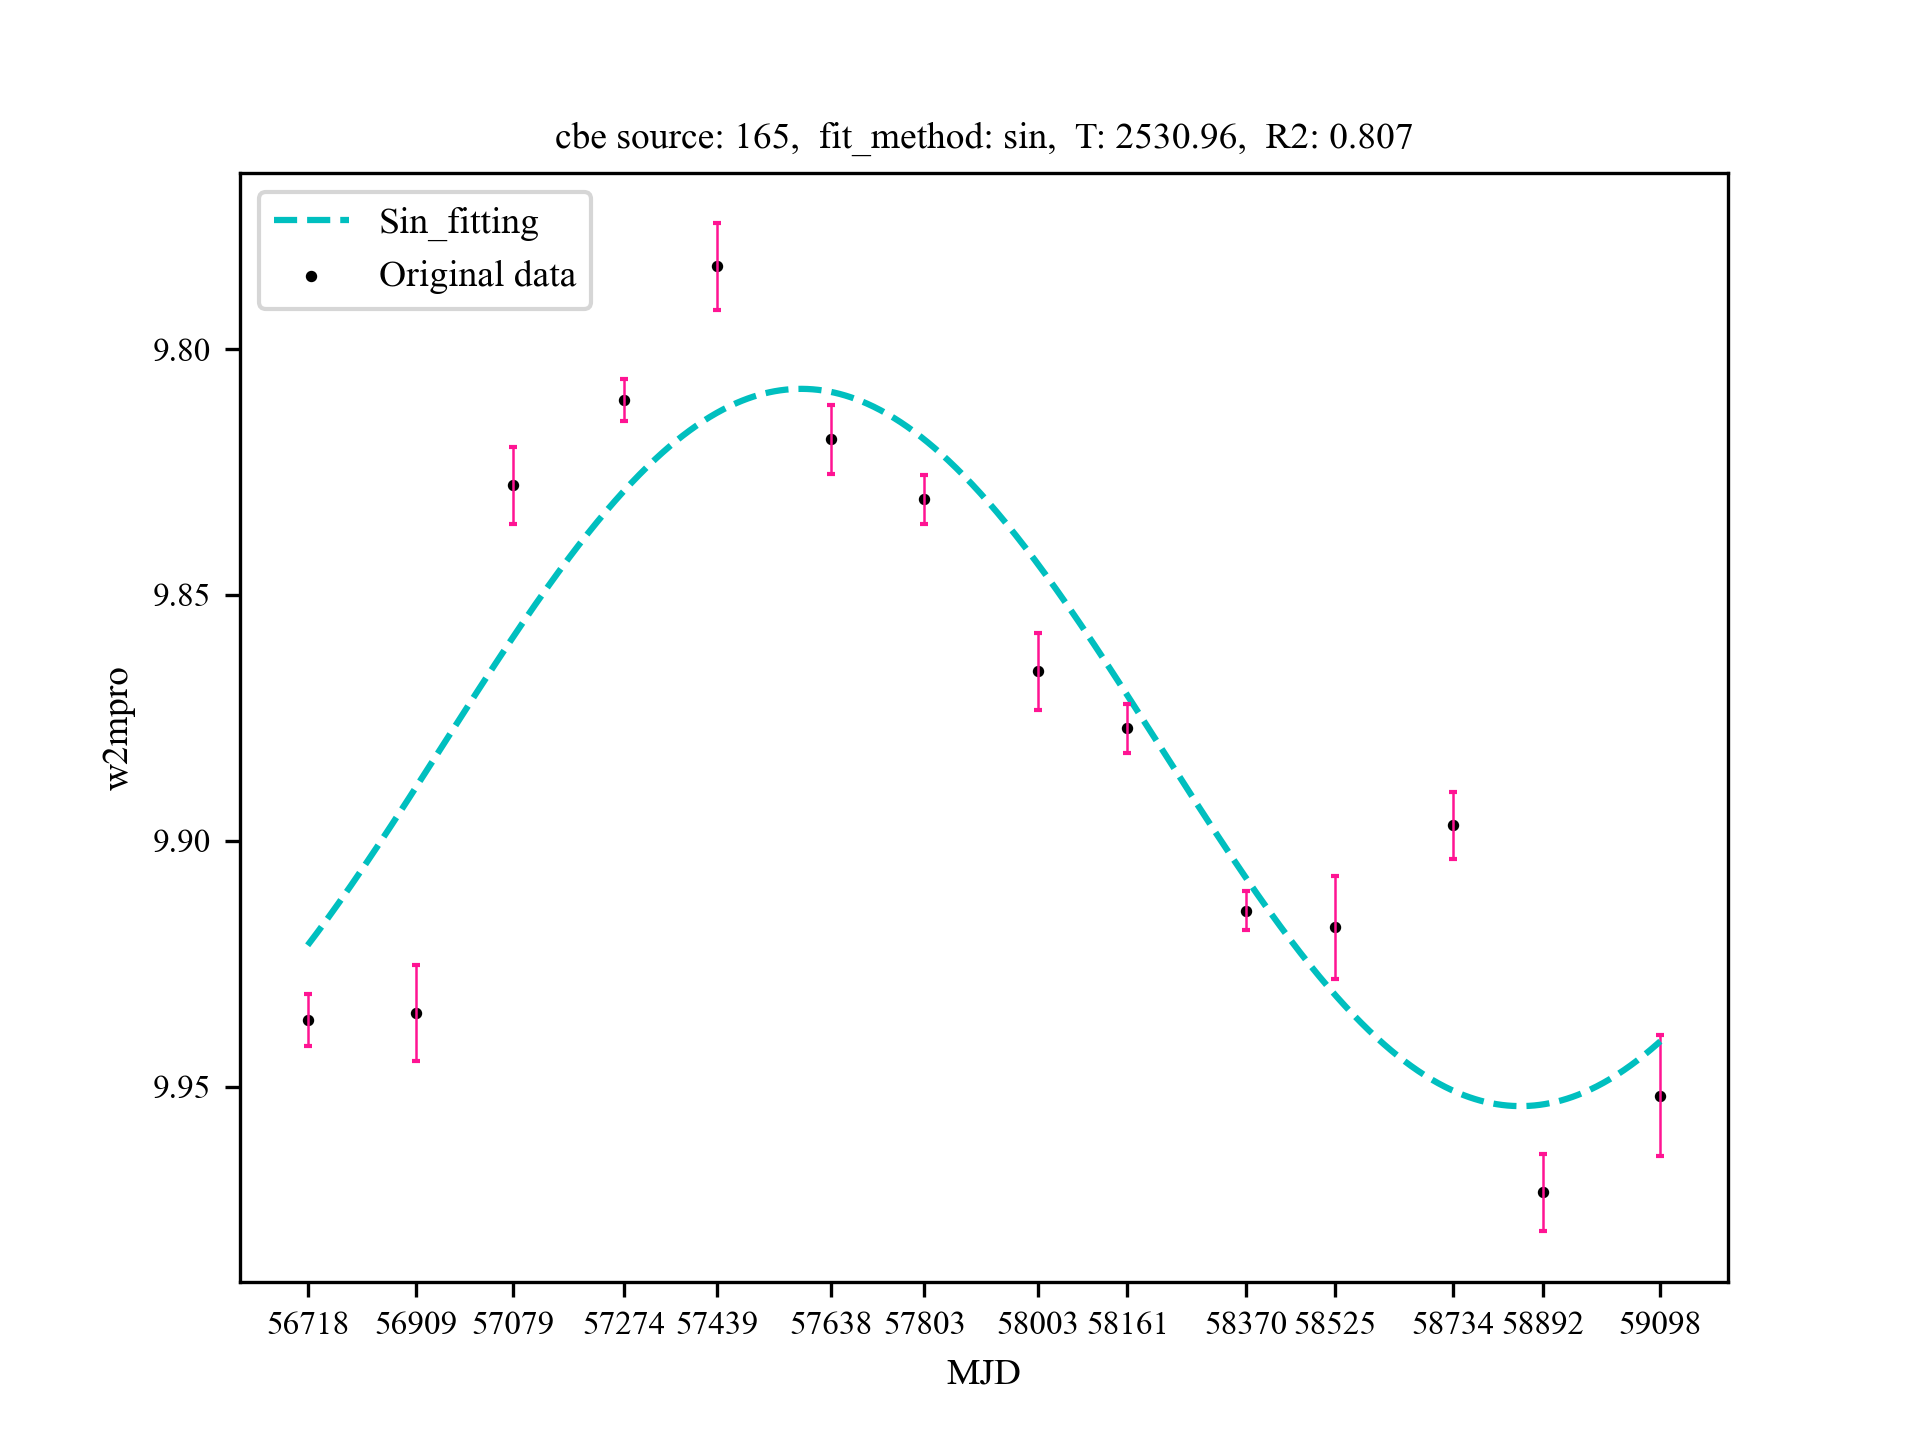 cbe source: 165,  fit_method: sin,  T: 2530.96,  R2: 0.807
Sin_fitting
Original data
9.80
9.85
9.90
9.95
w2mpro
56718 56909 57079 57274 57439 57638 57803 58003 58161 58370 58525 58734 58892 59098
MJD